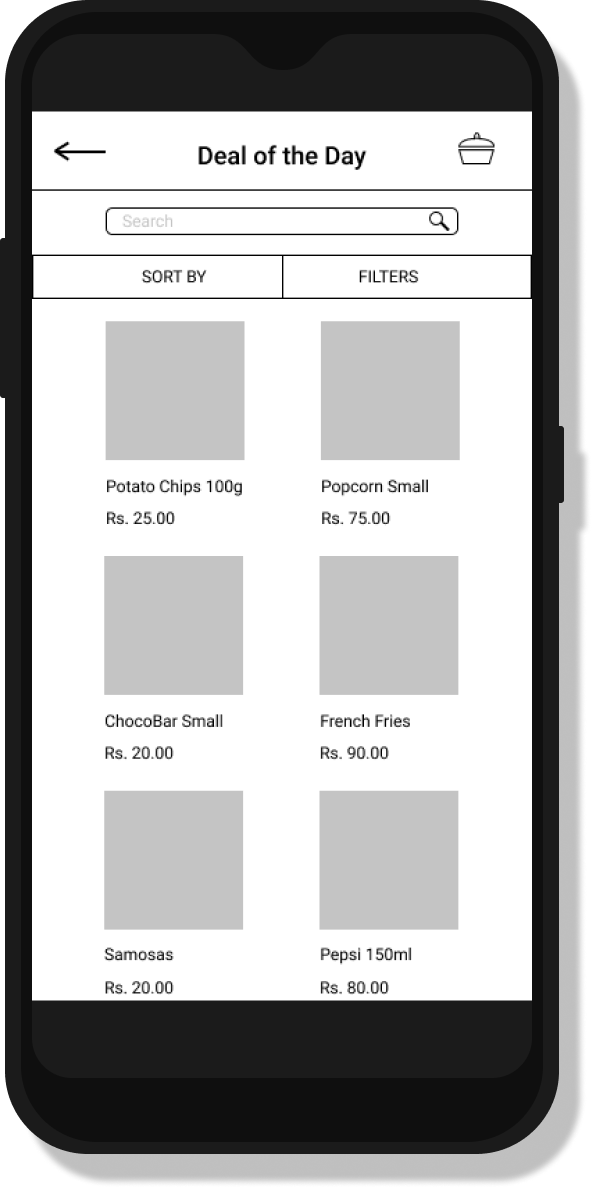 Deal of the Day
Search
SORT BY FILTERS
Potato Chips 100g Popcorn Small
Rs. 25.00 Rs. 75.00
ChocoBar Small French Fries
Rs. 20.00 Rs. 90.00
Samosas Pepsi 150ml
Rs. 20.00 Rs. 80.00